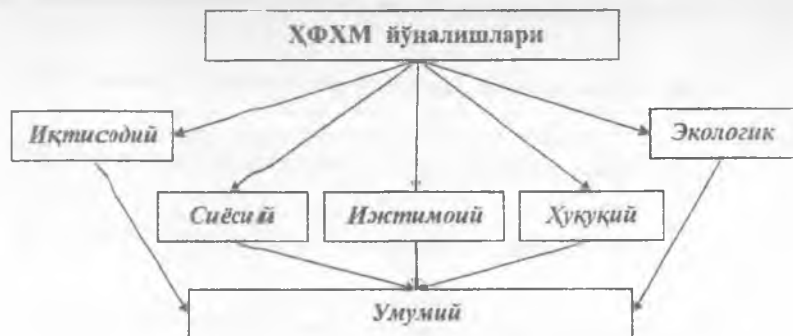 ҲФХМ йўналишлари
Иқтисодий
Экологик
Сиёсий
Ижтимоий
Ҳуқуқий
Умумий